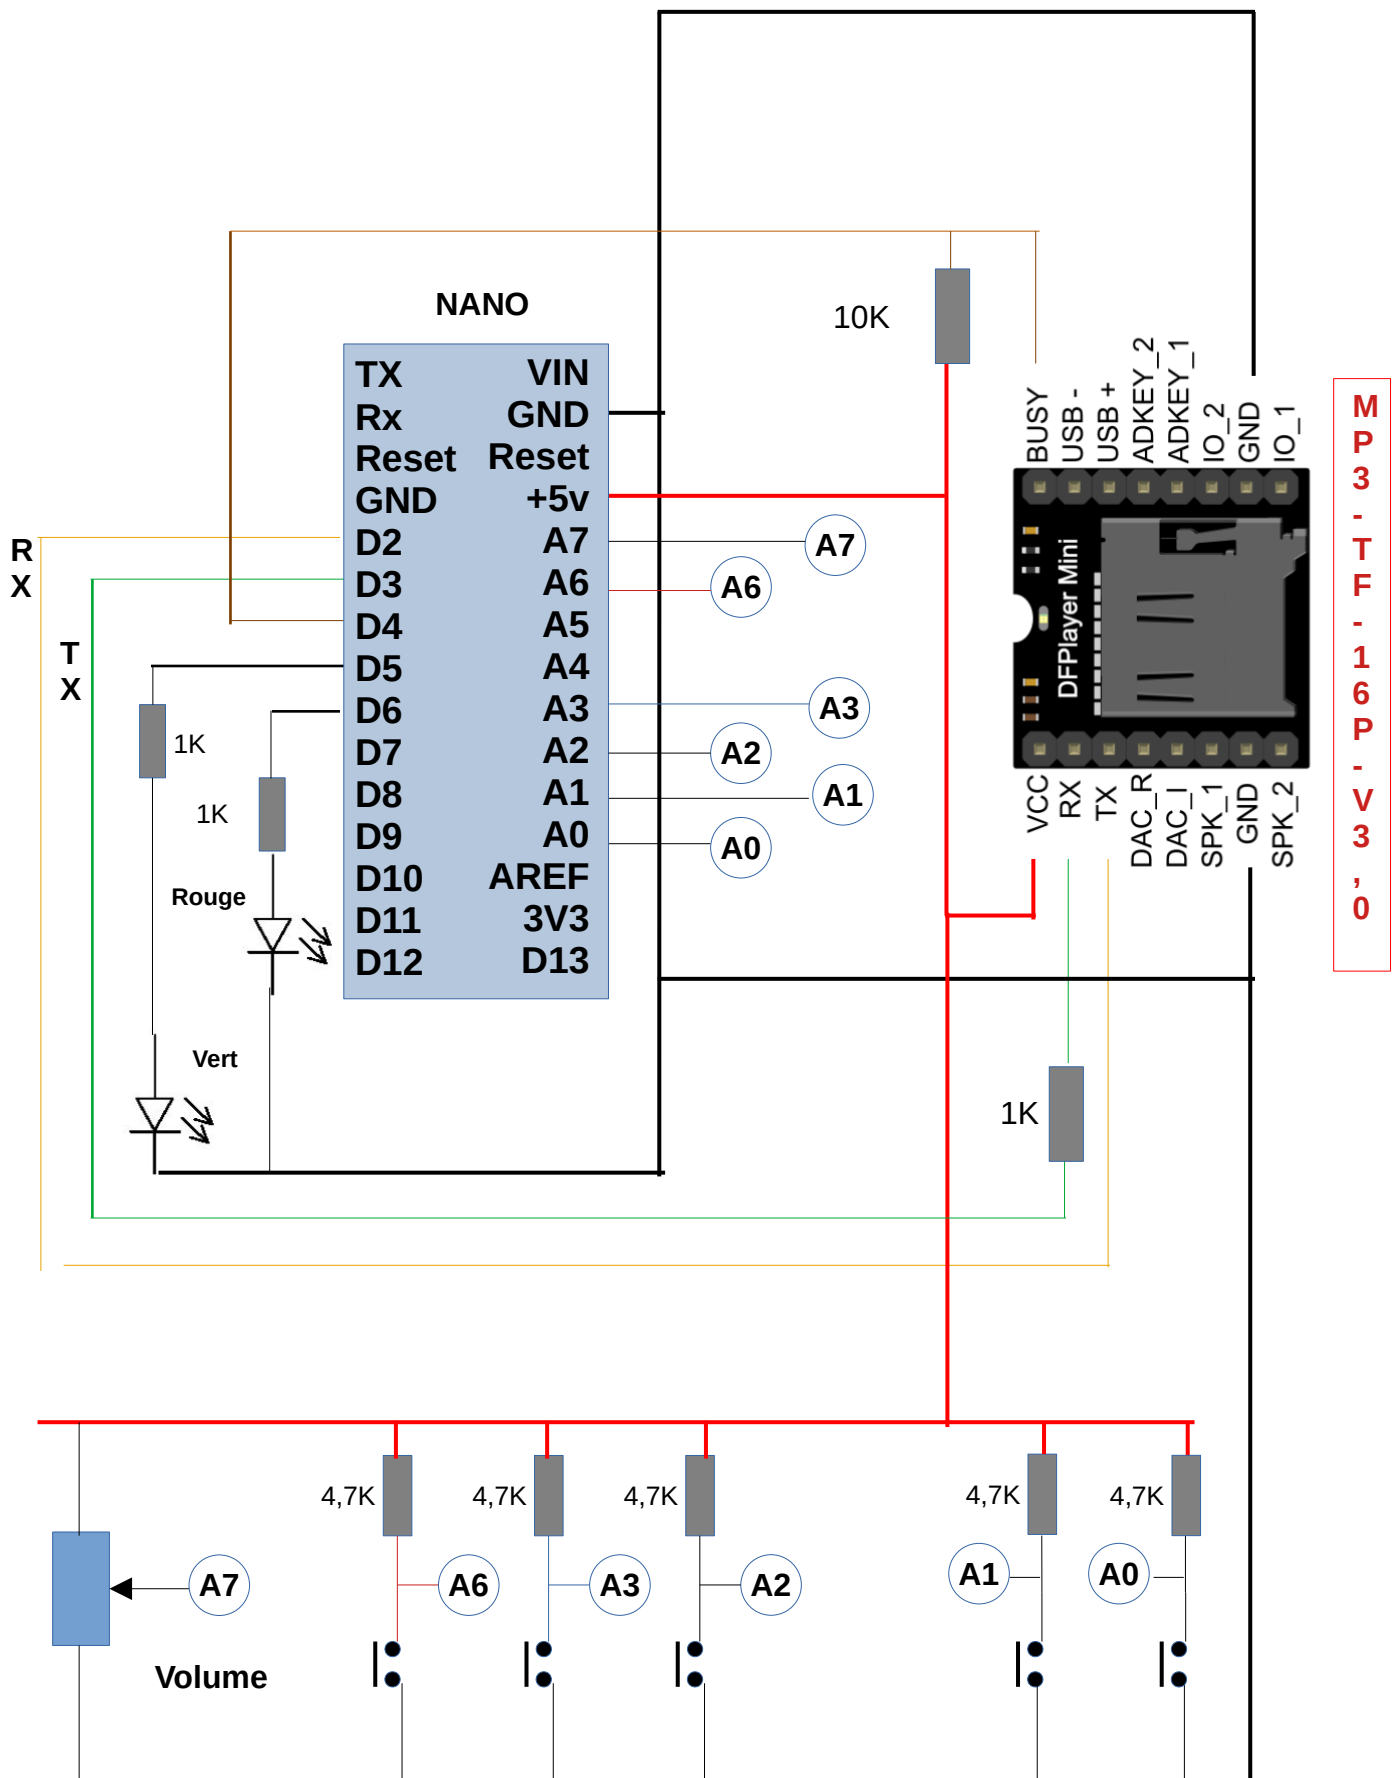 10K
NANO
TX VIN
Rx GND
Reset Reset
GND +5v
D2 A7
D3 A6
D4 A5
D5 A4
D6 A3
D7 A2
D8 A1
D9 A0
D10 AREF
D11 3V3
D12 D13
RX
TX
A7
A6
A3
A2
A1
A0
1K
1K
Rouge
Vert
BUSY
USB -
USB +
ADKEY_2
ADKEY_1
IO_2
GND
IO_1
DFPlayer Mini
VCC
RX
TX
DAC_R
DAC_I
SPK_1
GND
SPK_2
MP3-TF-16P-V3,0
1K
4,7K
4,7K
4,7K
4,7K
4,7K
A7
A6
A3
A2
A1
A0
Volume